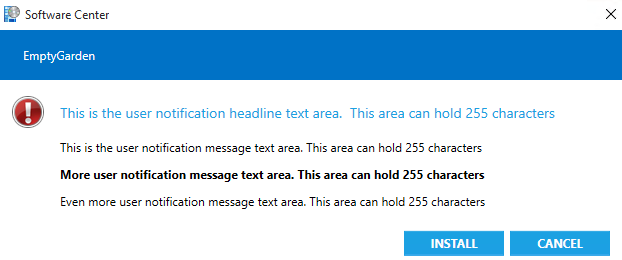 Software Center
EmptyGarden
This is the user notification headline text area.  This area can hold 255 characters
This is the user notification message text area. This area can hold 255 characters
More user notification message text area. This area can hold 255 characters
Even more user notification message text area. This area can hold 255 characters
INSTALL CANCEL